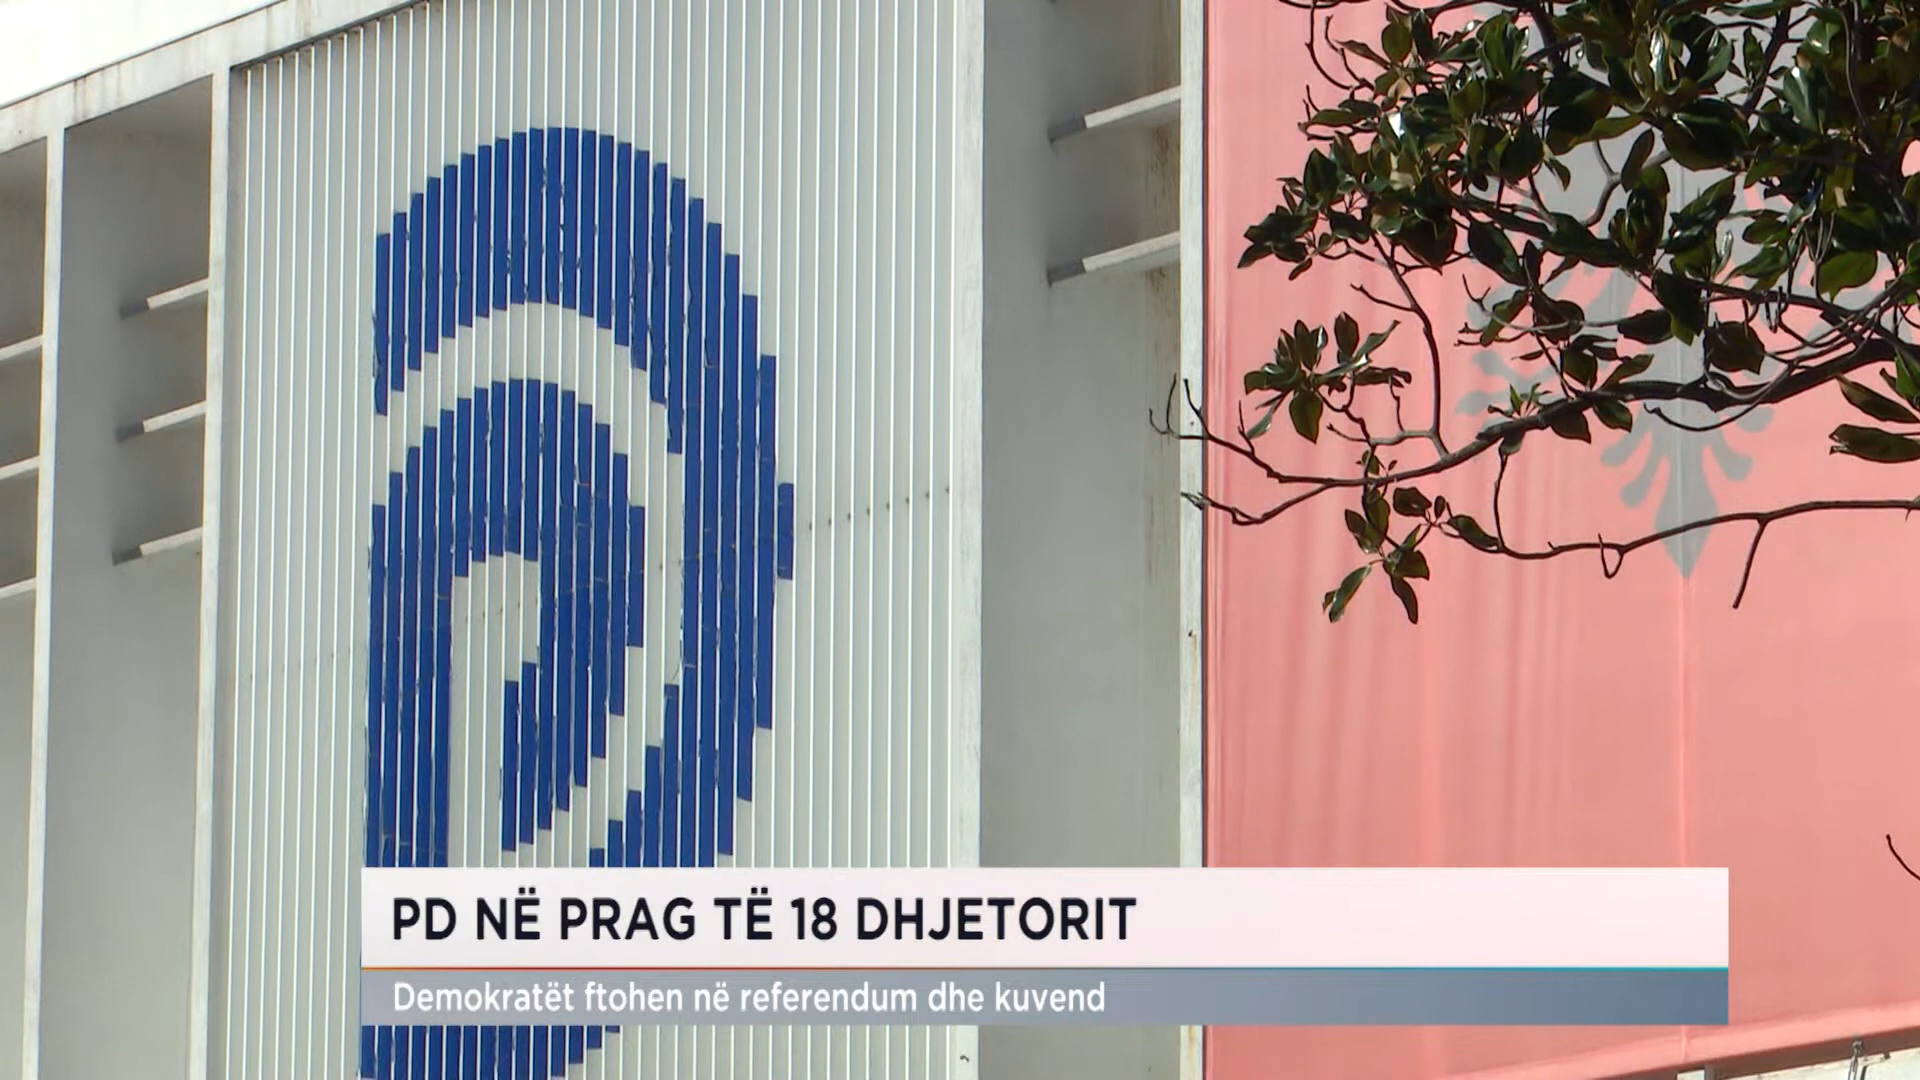 PD NË PRAG TË 18 DHJETORIT
Demokratët ftohen në referendum dhe kuvend